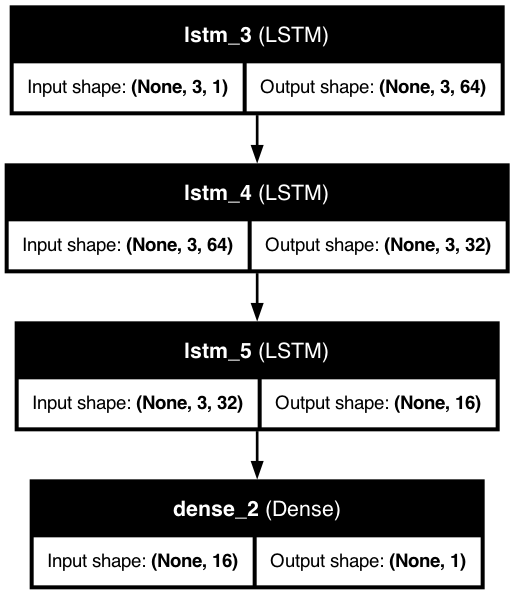 lstm_3 (LSTM)
Input shape: (None, 3, 1) Output shape: (None, 3, 64)
lstm_4 (LSTM)
Input shape: (None, 3, 64) Output shape: (None, 3, 32)
lstm_5 (LSTM)
Input shape: (None, 3, 32) Output shape: (None, 16)
dense_2 (Dense)
Input shape: (None, 16) Output shape: (None, 1)